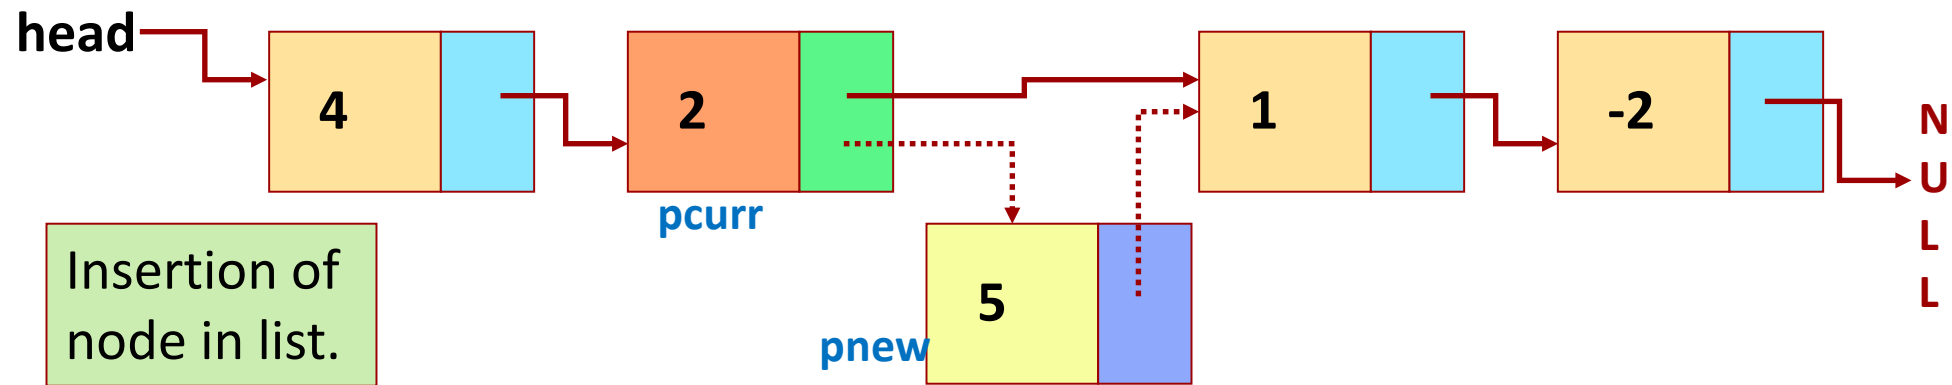 head
4
2
1
-2
N
U
L
L
pcurr
Insertion of
node in list.
5
pnew